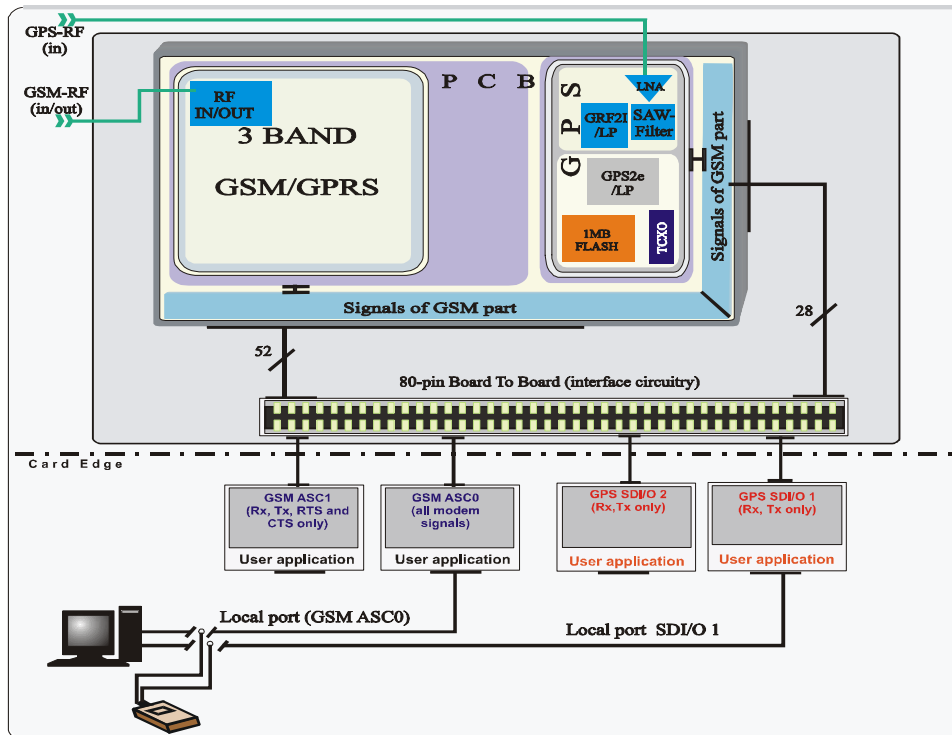 GPS-RF
(in)
GSM-RF
(in/out)
RF
IN/OUT
3 BAND
GSM/GPRS
P C B
G P S
LNA
GRF2I
/LP
SAW-
Filter
GPS2e
/LP
1MB
FLASH
TCXO
Signals of GSM part
Signals of GSM part
52
28
80-pin Board To Board (interface circuitry)
Card Edge
GSM ASC1
(Rx, Tx, RTS and
CTS only)
User application
GSM ASC0
(all modem
signals)
User application
GPS SDI/O 2
(Rx,Tx only)
User application
GPS SDI/O 1
(Rx, Tx only)
User application
Local port (GSM ASC0)
Local port SDI/O 1